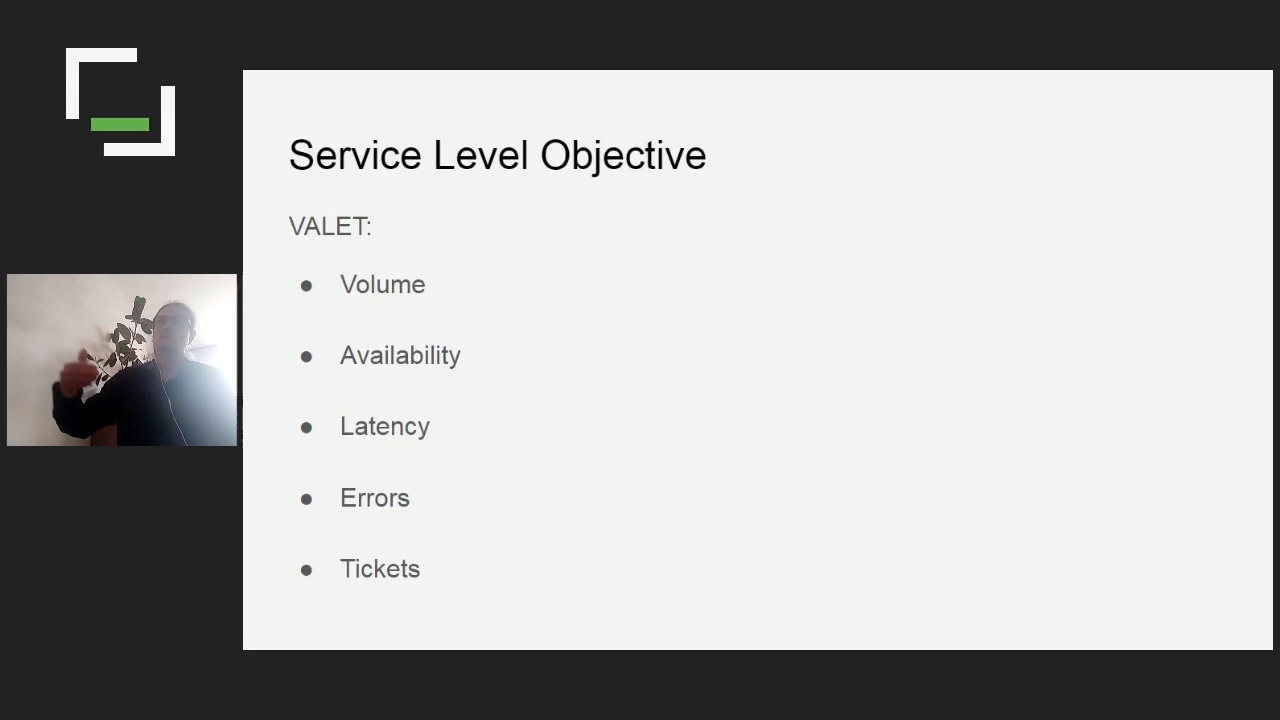 Service Level Objective
VALET:
● Volume
● Availability
● Latency
● Errors
● Tickets